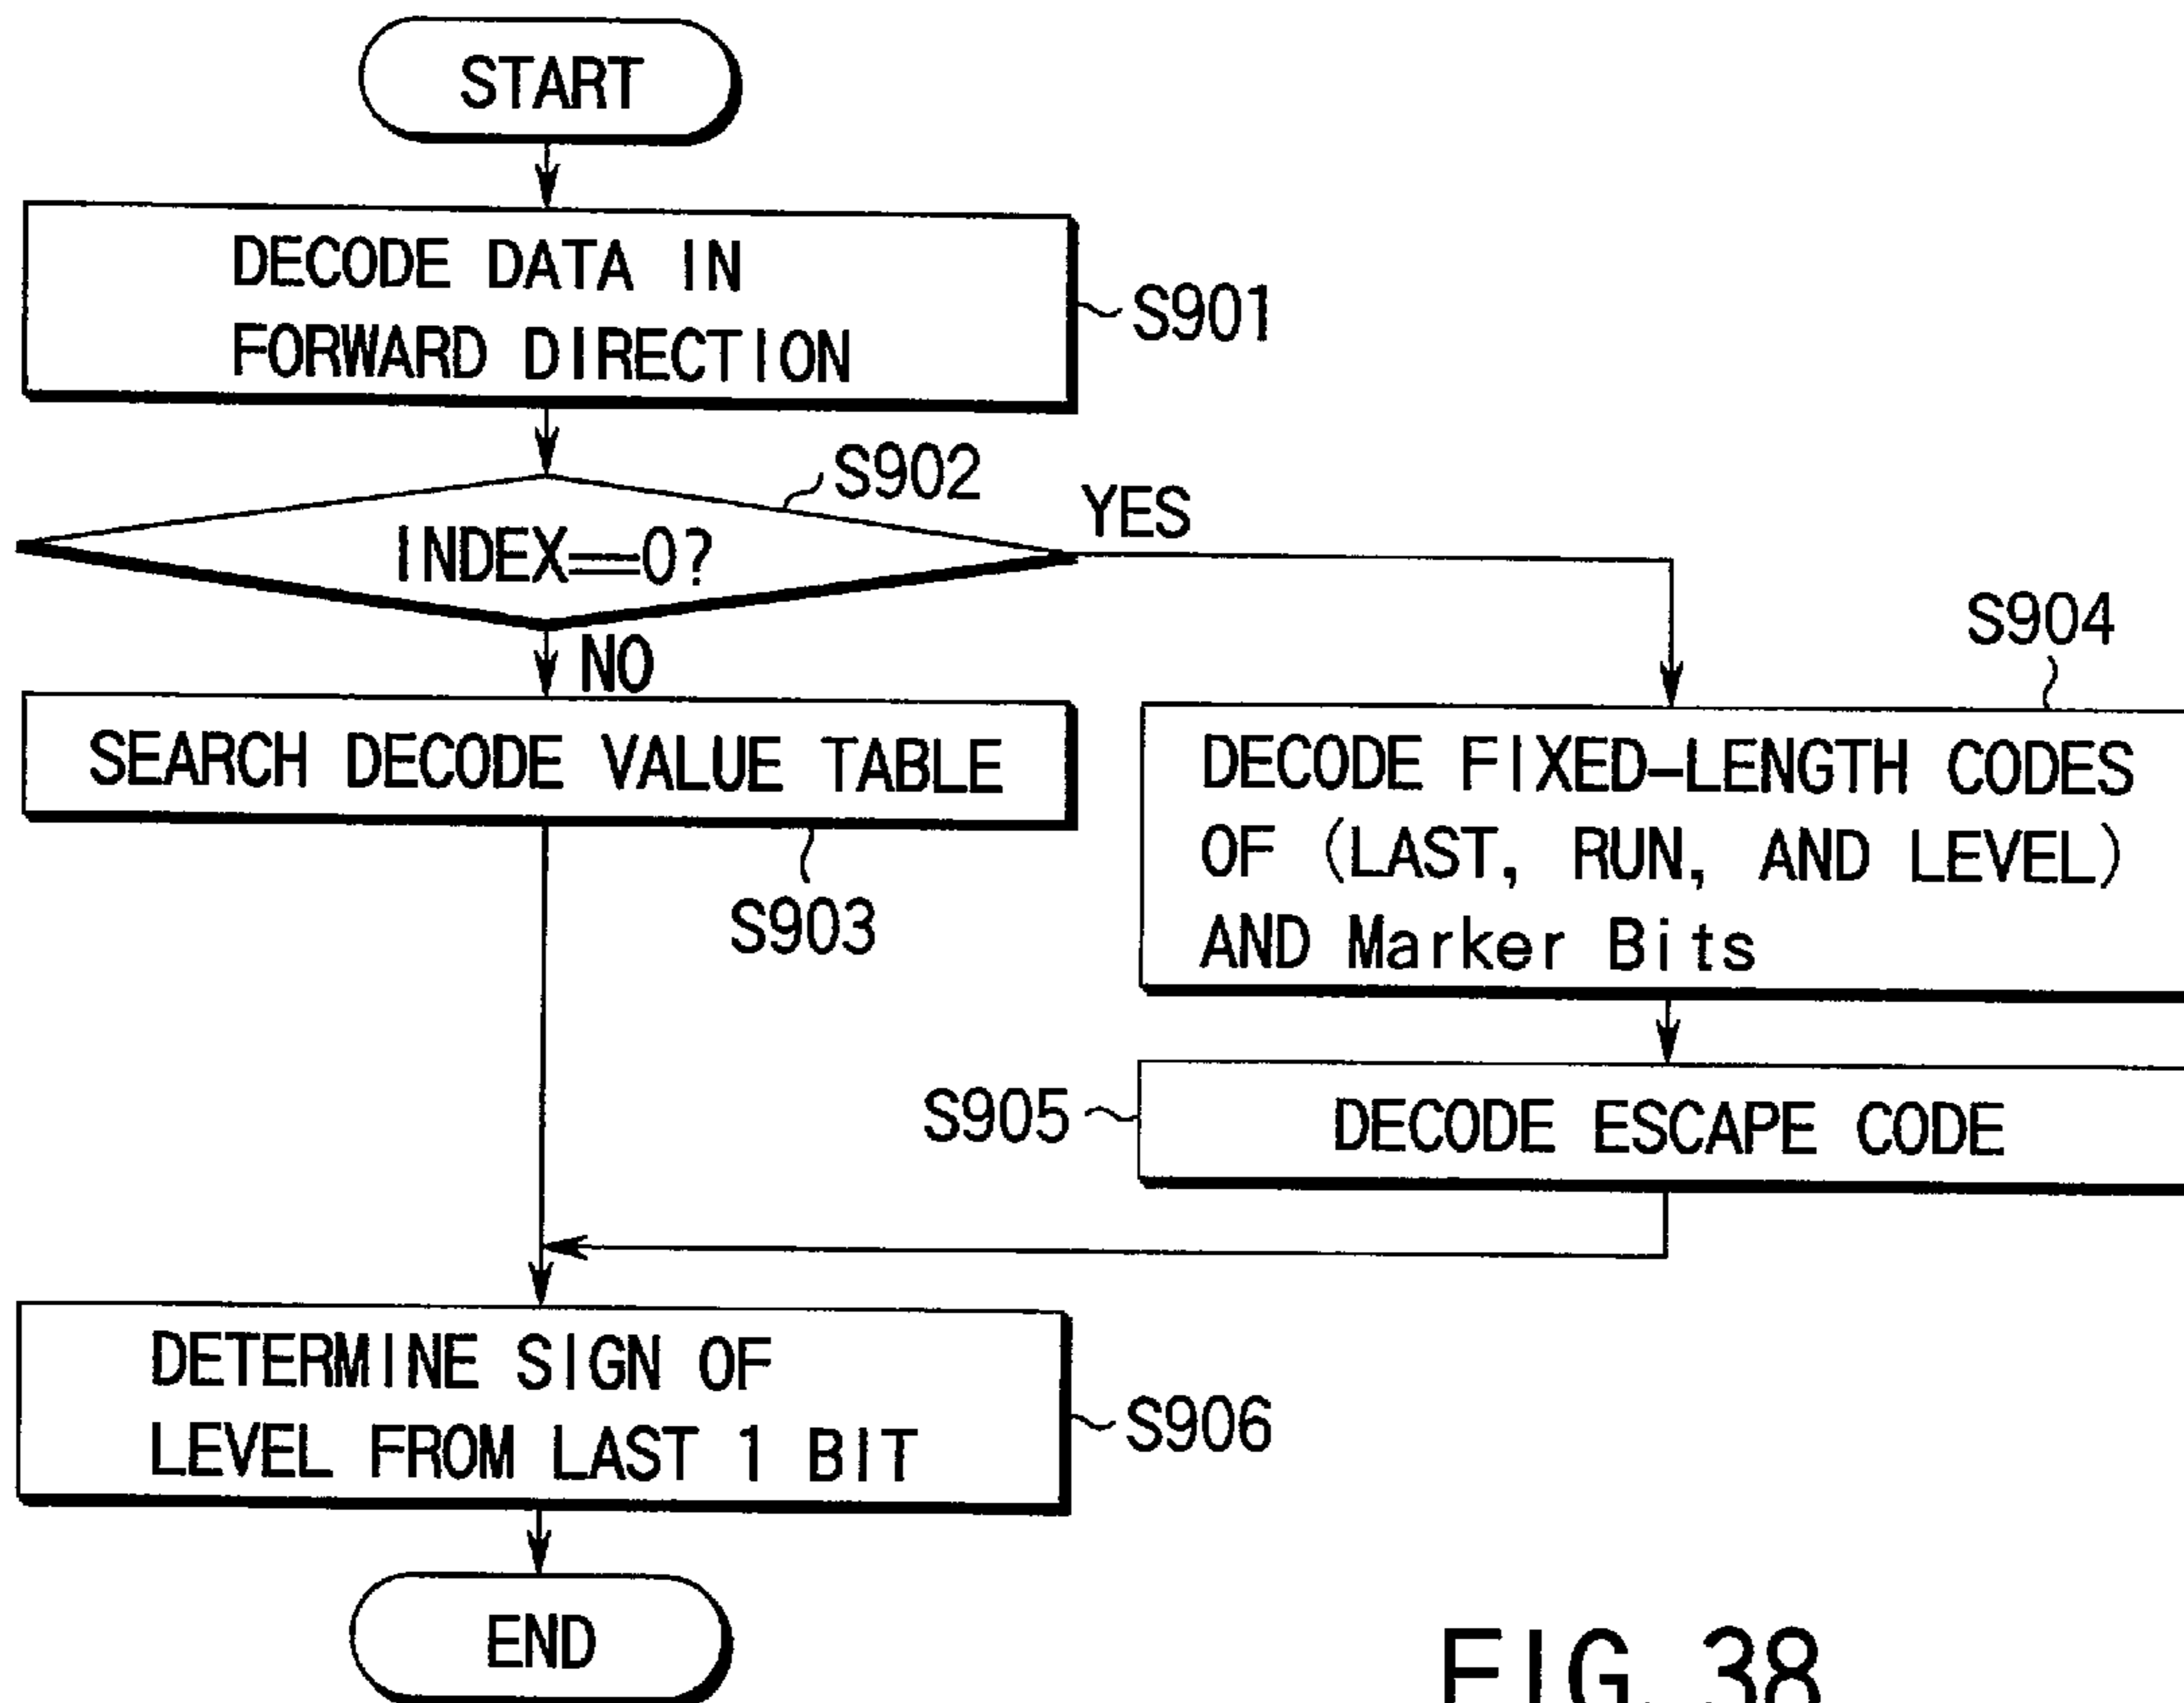 START
DECODE DATA IN
FORWARD DIRECTION
S901
S902
INDEX==0?
YES
NO
SEARCH DECODE VALUE TABLE
S903
S904
DECODE FIXED-LENGTH CODES
OF (LAST, RUN, AND LEVEL)
AND Marker Bits
S905
DECODE ESCAPE CODE
DETERMINE SIGN OF
LEVEL FROM LAST 1 BIT
S906
END
FIG. 38